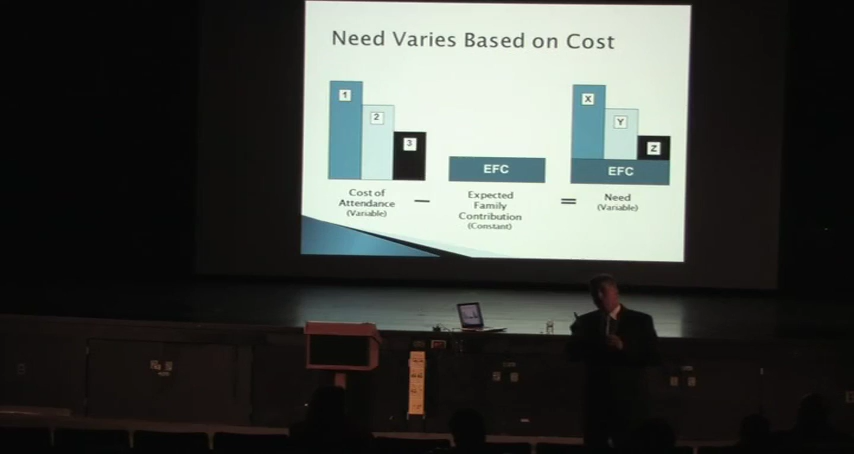 Need Varies Based on Cost
1
2
3
EFC
X
Y
Z
EFC
Cost of
Attendance
(Variable)
−
Expected
Family
Contribution
(Constant)
=
Need
(Variable)